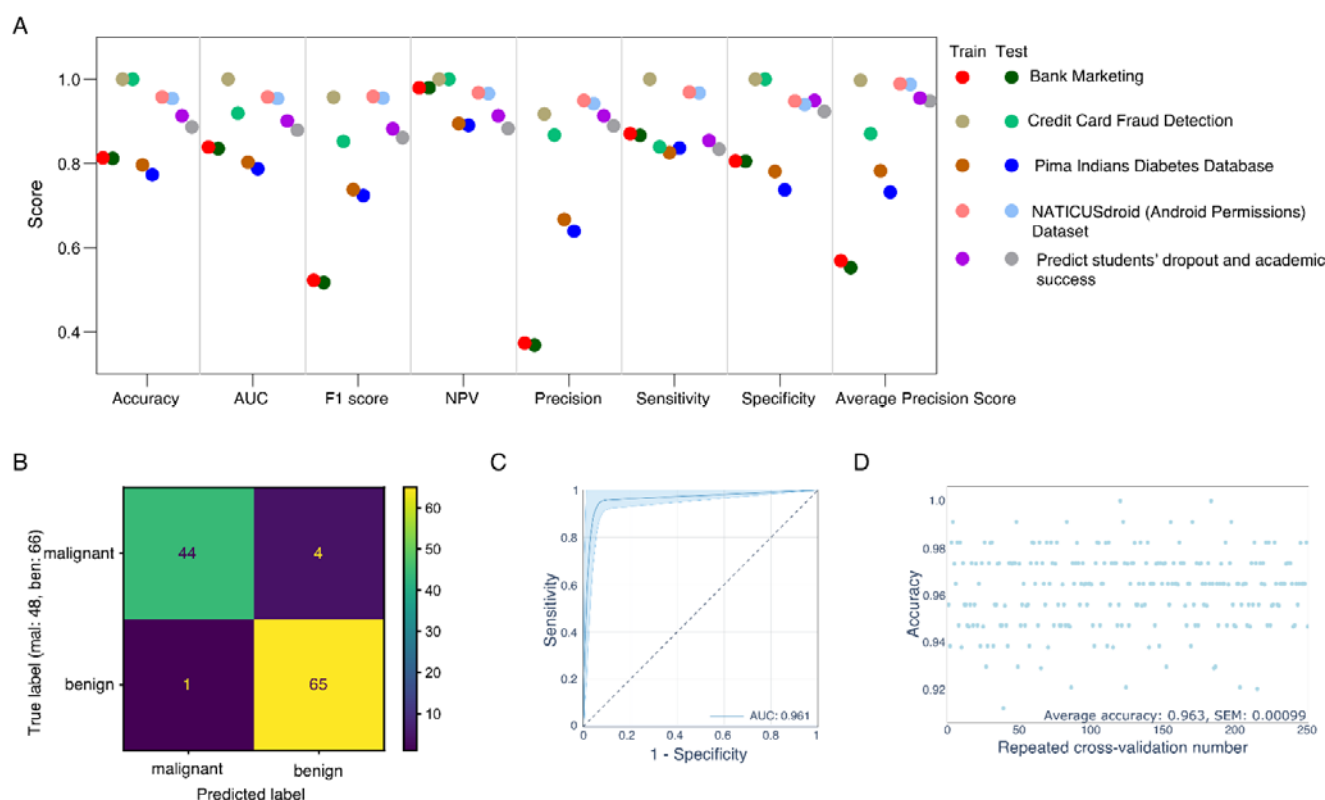 A
Train Test
Bank Marketing
Credit Card Fraud Detection
Pima Indians Diabetes Database
NATICUSdroid (Android Permissions)
Dataset
Predict students' dropout and academic
success
Score
1.0
0.8
0.6
0.4
Accuracy AUC F1 score NPV Precision Sensitivity Specificity Average Precision Score
B
True label (mal: 48, ben: 66)
malignant
benign
44 4
1 65
malignant benign
Predicted label
60
50
40
30
20
10
C
Sensitivity
1
0.8
0.6
0.4
0.2
0
0 0.2 0.4 0.6 0.8 1
AUC: 0.961
1 - Specificity
D
Accuracy
1.0
0.98
0.96
0.94
0.92
Average accuracy: 0.963, SEM: 0.00099
0 50 100 150 200 250
Repeated cross-validation number